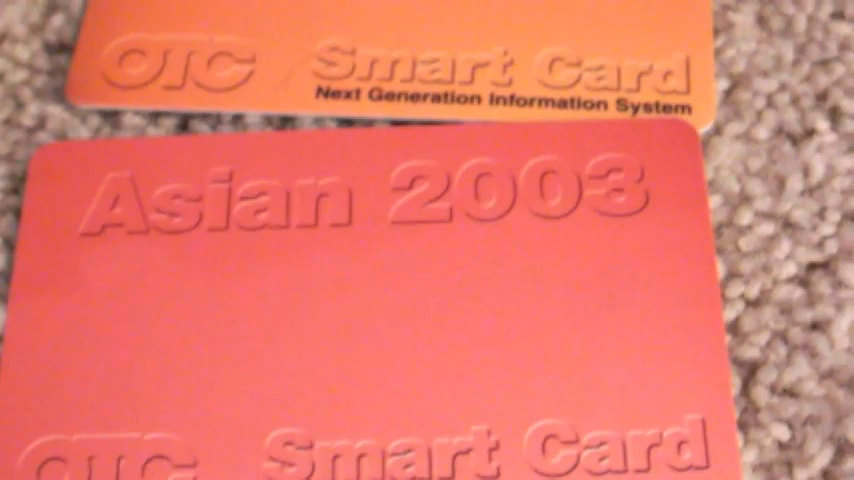 OTC Smart Card
Next Generation Information System
Asian 2003
OTC Smart Card